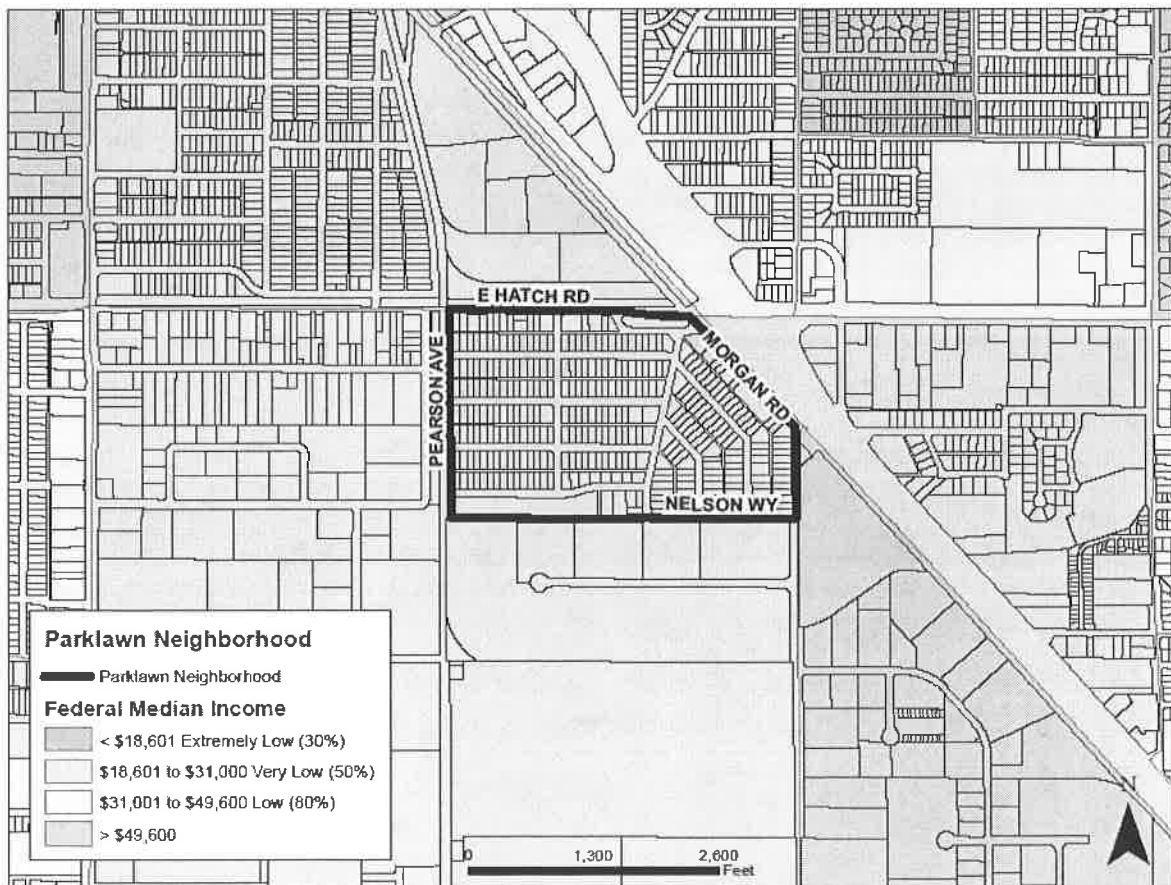 E HATCH RD
MORGAN RD
PEARSON AVE
NELSON WY
Parklawn Neighborhood
Parklawn Neighborhood
Federal Median Income
< $18,601 Extremely Low (30%)
$18,601 to $31,000 Very Low (50%)
$31,001 to $49,600 Low (80%)
> $49,600
N
0 1,300 2,600
Feet